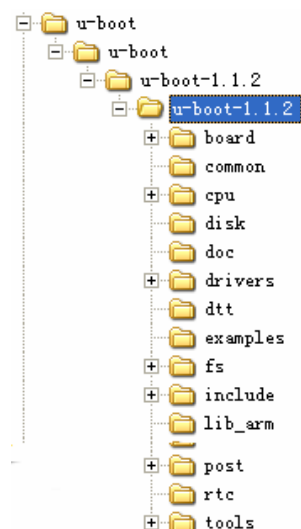 u-boot
u-boot
u-boot-1.1.2
u-boot-1.1.2
board
common
cpu
disk
doc
drivers
dtt
examples
fs
include
lib_arm
post
rtc
tools